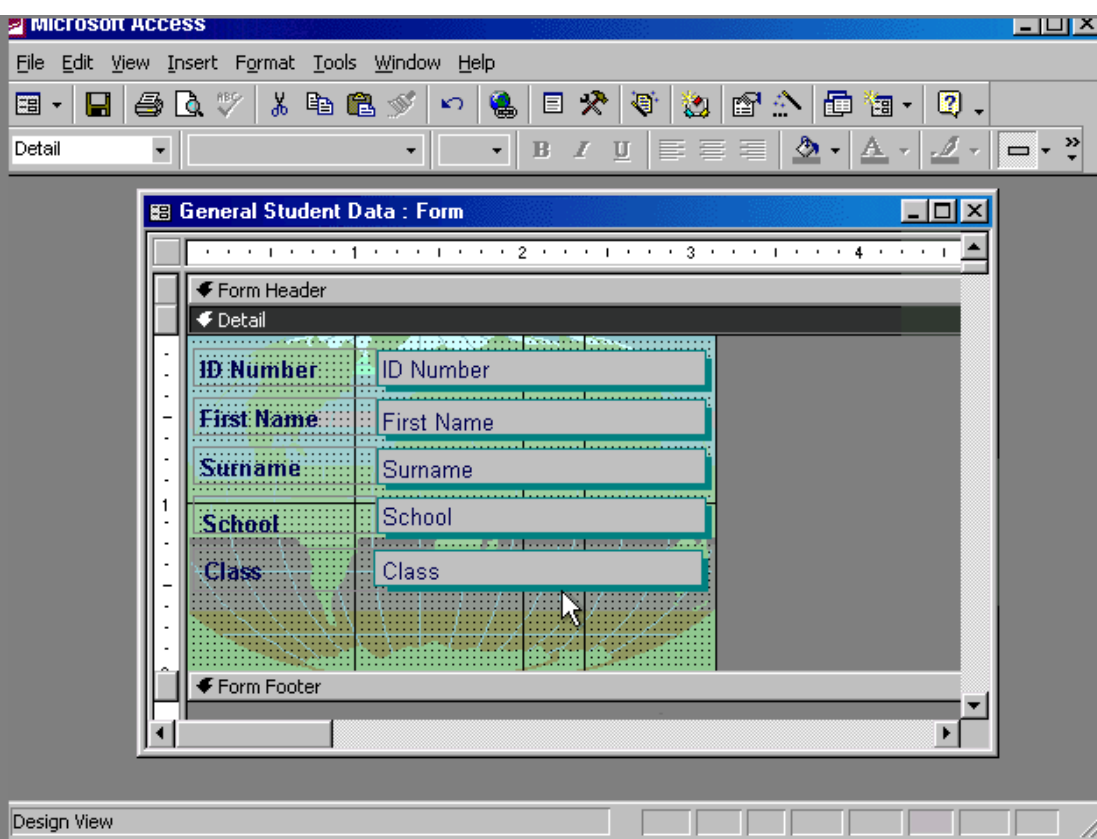 Microsoft Access
File Edit View Insert Format Tools Window Help
ABC
Detail B I U A
General Student Data : Form
1 2 3 4
Form Header
Detail
ID Number ID Number
First Name First Name
Surname Surname
1
School School
Class Class
Form Footer
Design View